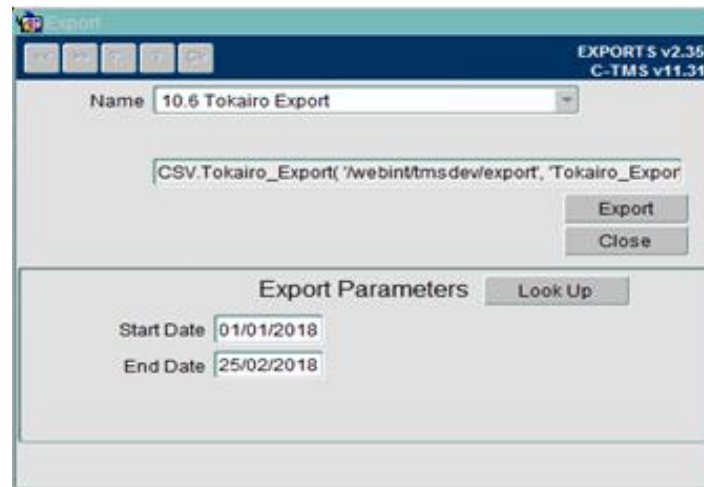 Export
EXPORTS v2.35
C-TMS v11.31
Name 10.6 Tokairo Export
CSV.Tokairo_Export( '/webint/tmsdev/export', 'Tokairo_Expor
Export
Close
Export Parameters Look Up
Start Date 01/01/2018
End Date 25/02/2018